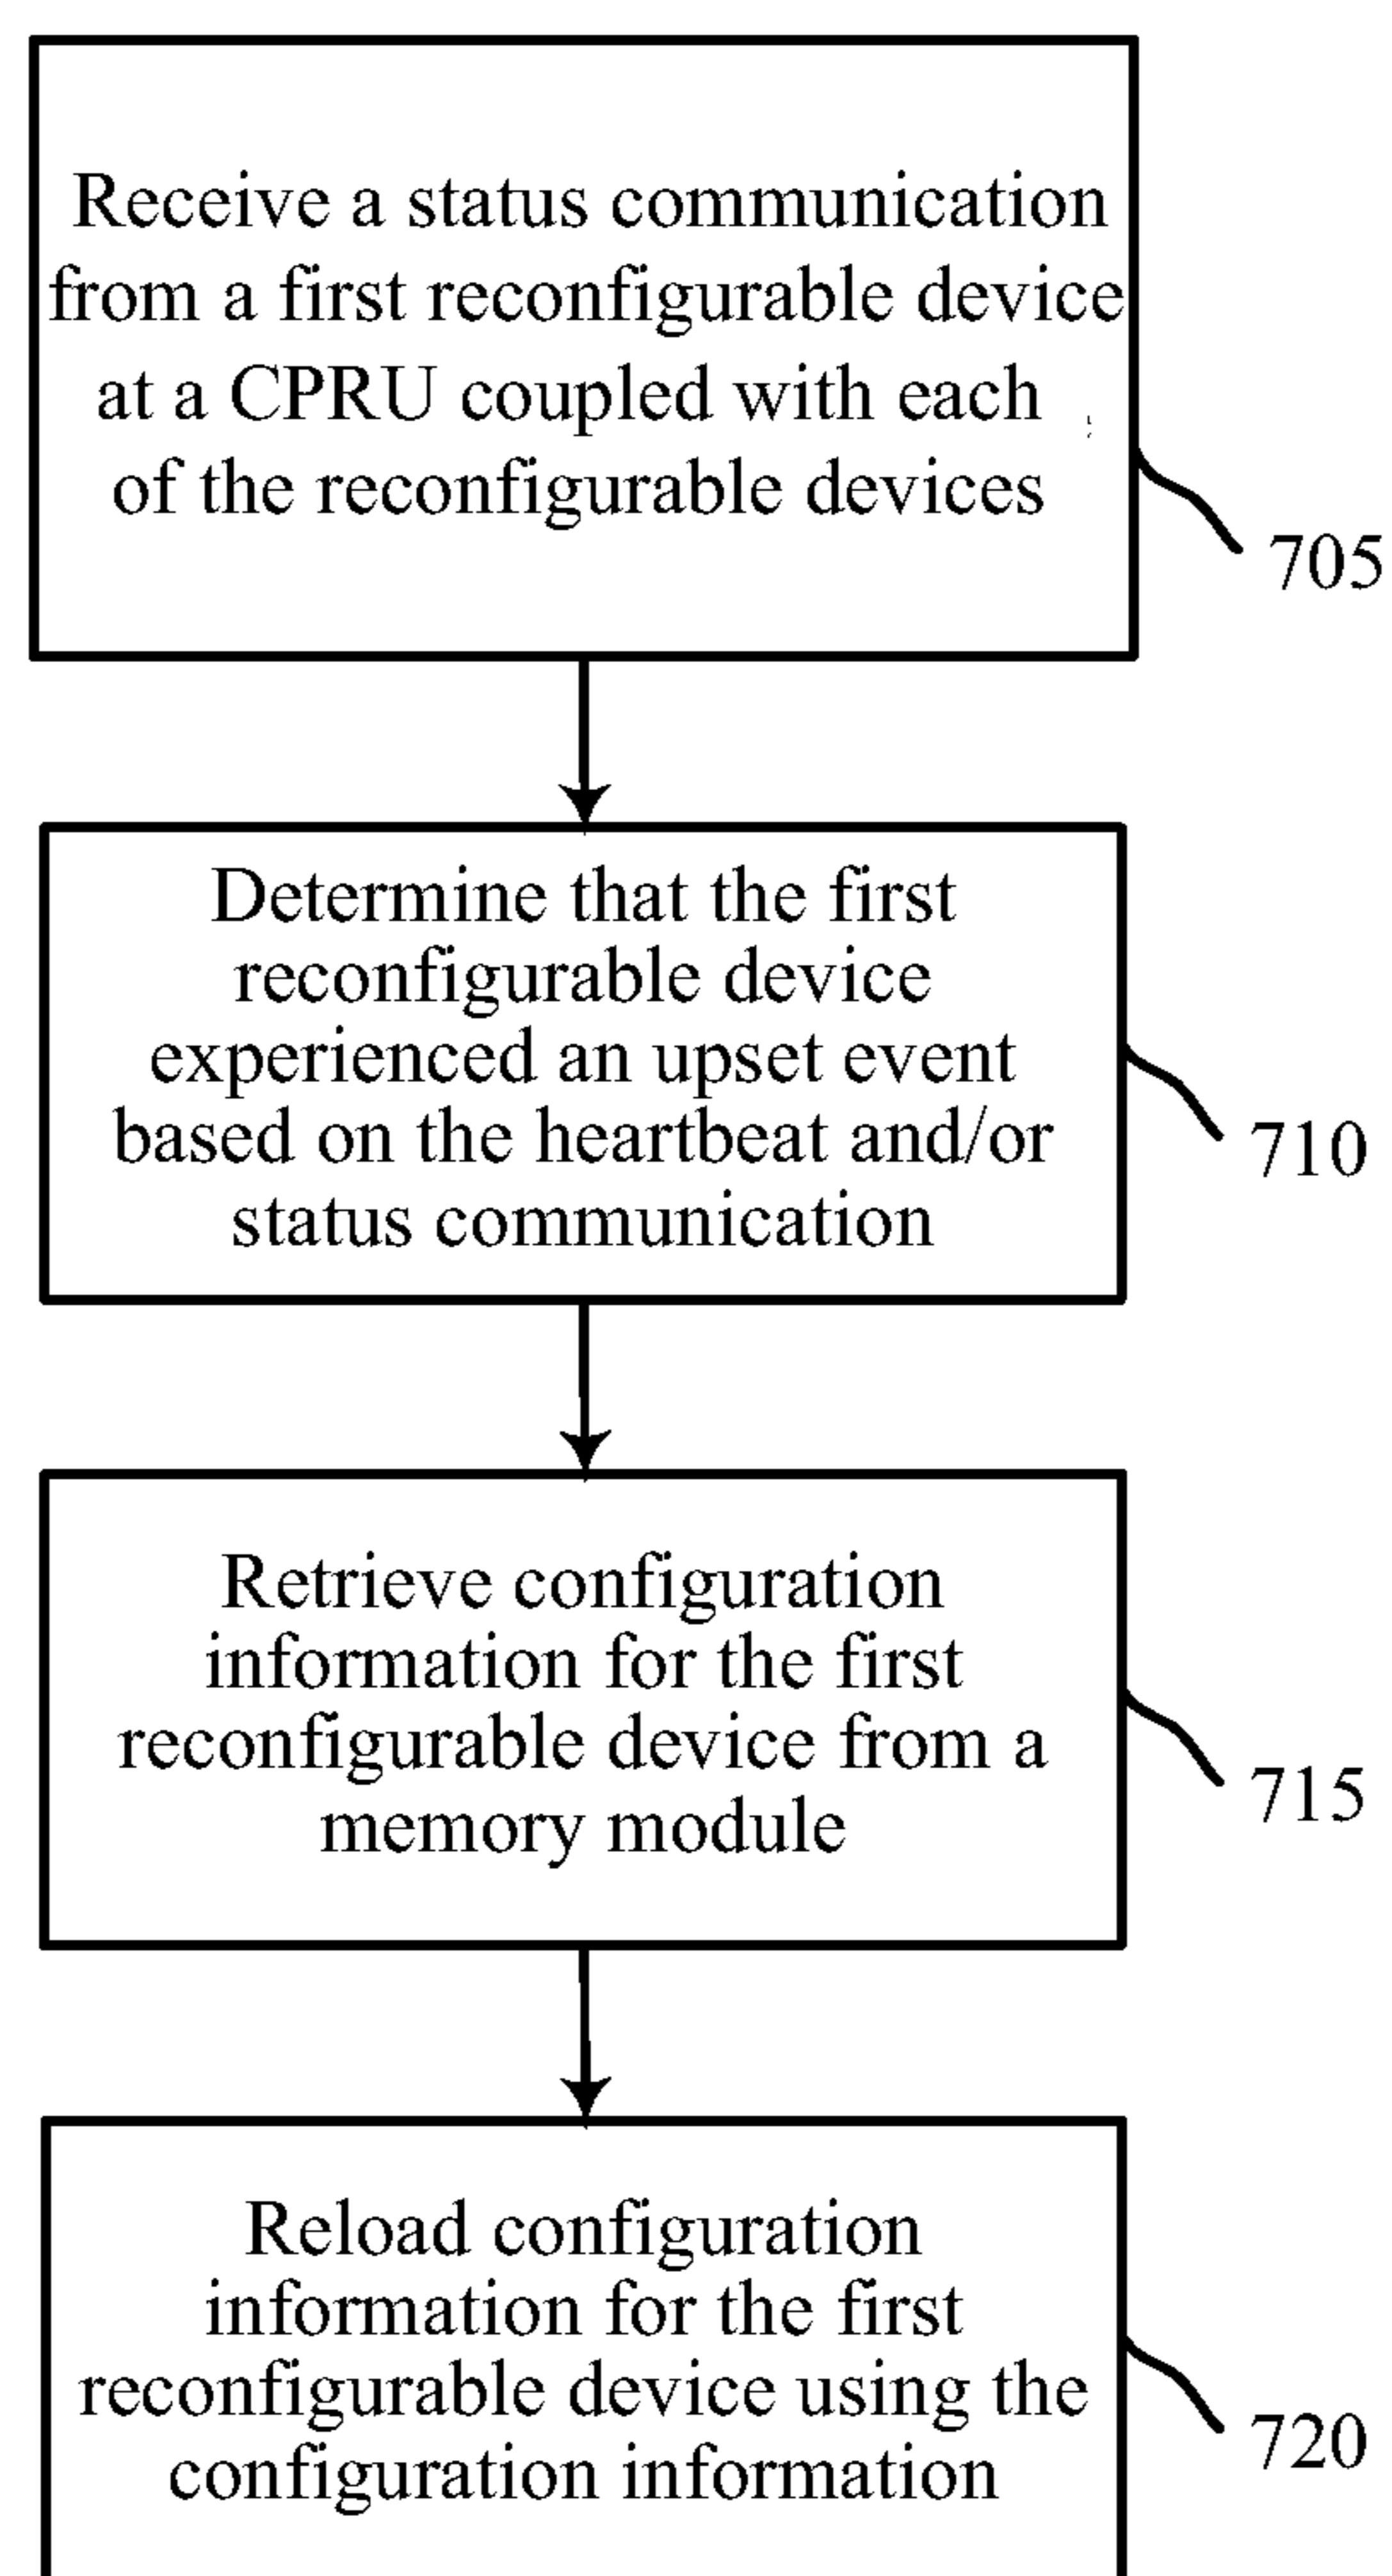 Receive a status communication
from a first reconfigurable device
at a CPRU coupled with each
of the reconfigurable devices
705
Determine that the first
reconfigurable device
experienced an upset event
based on the heartbeat and/or
status communication
710
Retrieve configuration
information for the first
reconfigurable device from a
memory module
715
Reload configuration
information for the first
reconfigurable device using the
configuration information
720